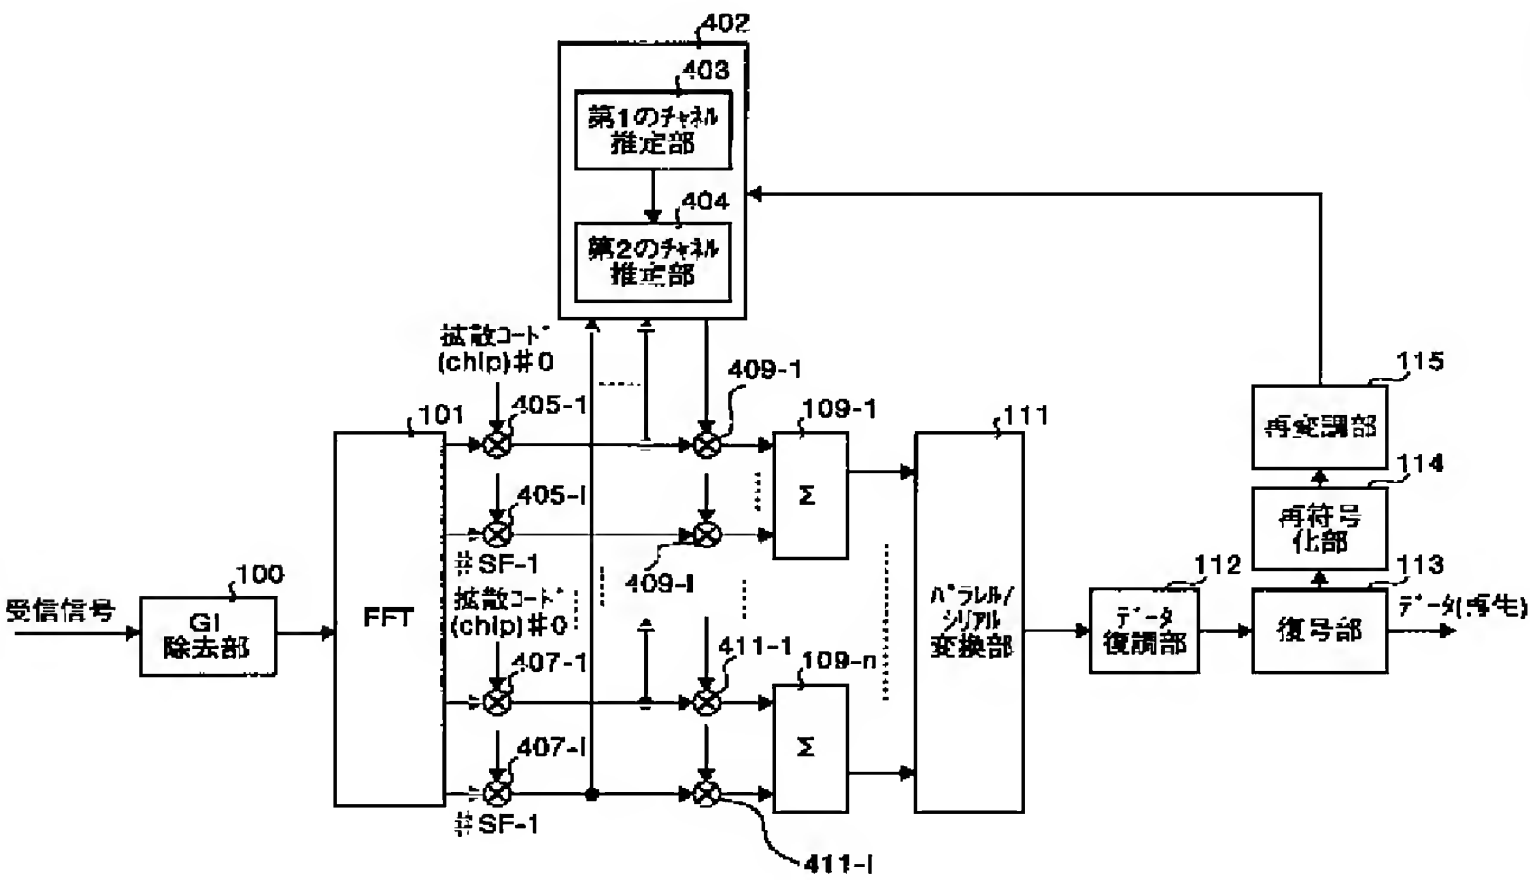 402
403
第1のチャネル
推定部
404
第2のチャネル
推定部
拡散コード
(chip)#0
409-1
115
101
405-1
109-1
111
再変調部
114
405-l
Σ
再符号
化部
#SF-1
409-l
100
拡散コード
112
113
受信信号
GI
除去部
FFT
(chip)#0
パラレル/
シリアル
変換部
データ
復調部
復号部
データ(再生)
407-1
411-1
109-n
407-l
Σ
#SF-1
411-l